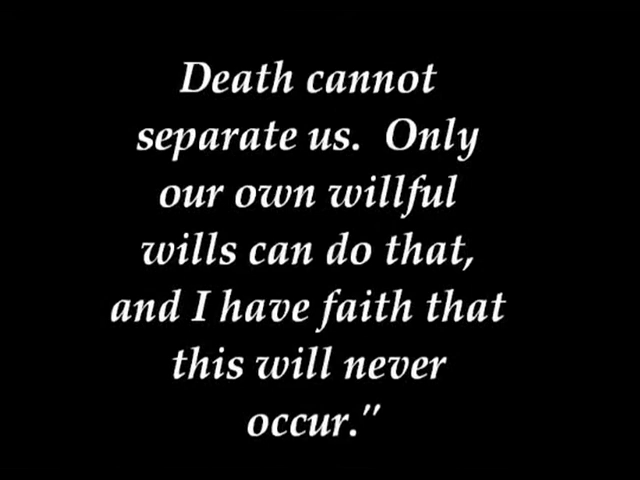 Death cannot
separate us.  Only
our own willful
wills can do that,
and I have faith that
this will never
occur."